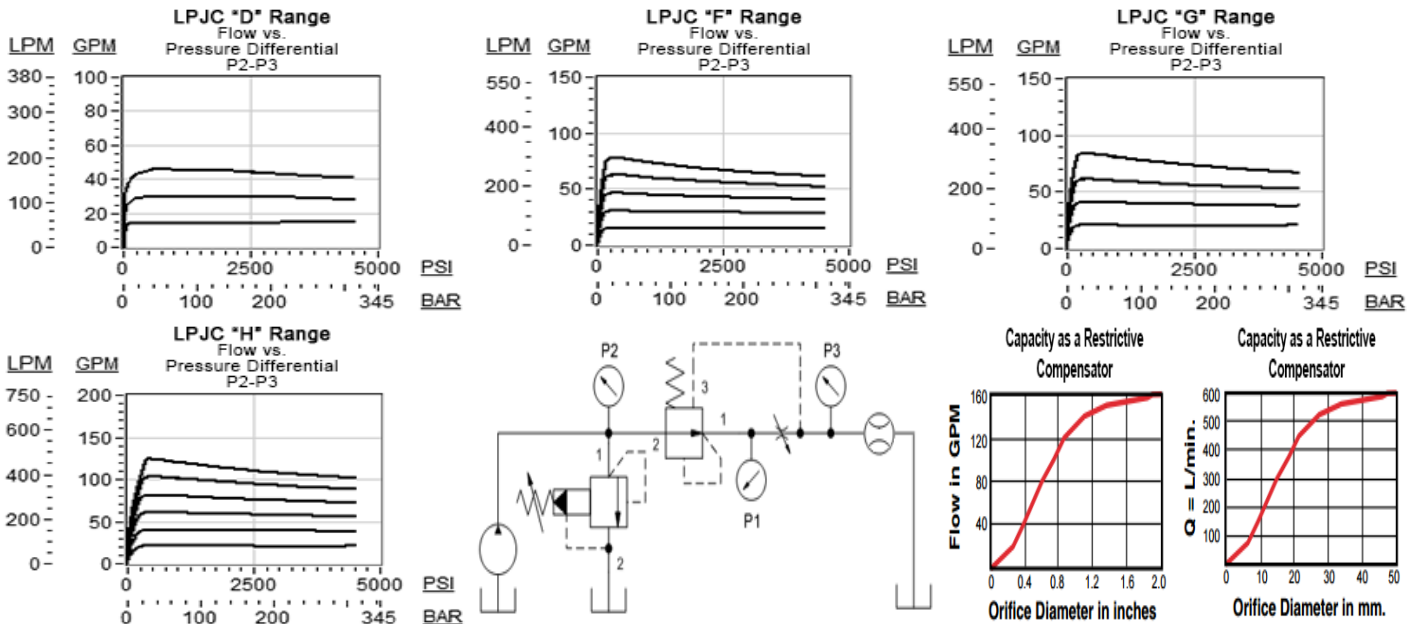 LPJC "D" Range
Flow vs.
Pressure Differential
P2-P3
LPM GPM
380
300
200
100
0
100
80
60
40
20
0
0 2500 5000 PSI
0 100 200 345 BAR
LPJC "F" Range
Flow vs.
Pressure Differential
P2-P3
LPM GPM
550
400
200
0
150
100
50
0
0 2500 5000 PSI
0 100 200 345 BAR
LPJC "G" Range
Flow vs.
Pressure Differential
P2-P3
LPM GPM
550
400
200
0
150
100
50
0
0 2500 5000 PSI
0 100 200 345 BAR
LPJC "H" Range
Flow vs.
Pressure Differential
P2-P3
LPM GPM
750
600
400
200
0
200
150
100
50
0
0 2500 5000 PSI
0 100 200 345 BAR
P2
P3
3
1
2
1
P1
2
Capacity as a Restrictive
Compensator
Flow in GPM
160
120
80
40
0 0.4 0.8 1.2 1.6 2.0
Orifice Diameter in inches
Capacity as a Restrictive
Compensator
Q = L/min.
600
500
400
300
200
100
0 10 20 30 40 50
Orifice Diameter in mm.